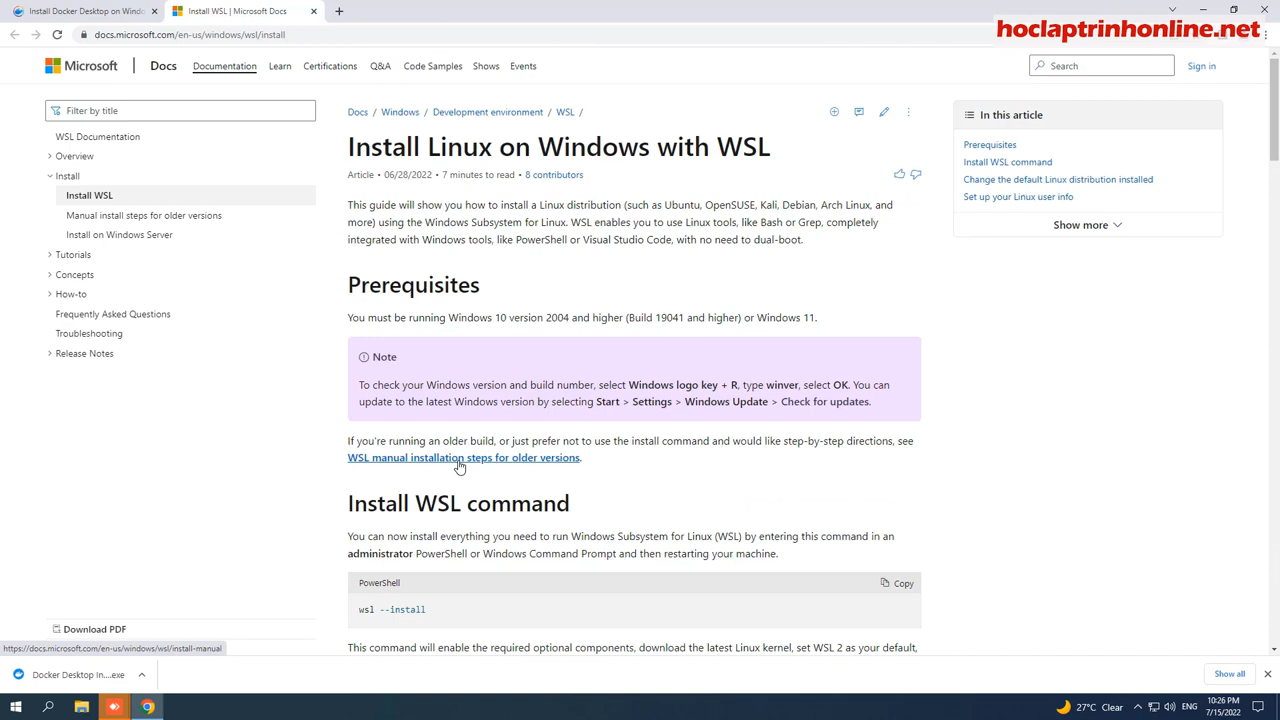 Install Docker Desktop on Windo
Install WSL | Microsoft Docs
docs.microsoft.com/en-us/windows/wsl/install
hoclaptrinhonline.net
Microsoft
Docs
Documentation
Learn
Certifications
Q&A
Code Samples
Shows
Events
Search
Sign in
Filter by title
WSL Documentation
Overview
Install
Install WSL
Manual install steps for older versions
Install on Windows Server
Tutorials
Concepts
How-to
Frequently Asked Questions
Troubleshooting
Release Notes
Download PDF
Docs / Windows / Development environment / WSL /
Install Linux on Windows with WSL
Article • 06/28/2022 • 7 minutes to read • 8 contributors
This guide will show you how to install a Linux distribution (such as Ubuntu, OpenSUSE, Kali, Debian, Arch Linux, and
more) using the Windows Subsystem for Linux. WSL enables you to use Linux tools, like Bash or Grep, completely
integrated with Windows tools, like PowerShell or Visual Studio Code, with no need to dual-boot.
Prerequisites
You must be running Windows 10 version 2004 and higher (Build 19041 and higher) or Windows 11.
Note
To check your Windows version and build number, select Windows logo key + R, type winver, select OK. You can
update to the latest Windows version by selecting Start > Settings > Windows Update > Check for updates.
If you're running an older build, or just prefer not to use the install command and would like step-by-step directions, see
WSL manual installation steps for older versions.
Install WSL command
You can now install everything you need to run Windows Subsystem for Linux (WSL) by entering this command in an
administrator PowerShell or Windows Command Prompt and then restarting your machine.
PowerShell
Copy
wsl --install
This command will enable the required optional components, download the latest Linux kernel, set WSL 2 as your default,
In this article
Prerequisites
Install WSL command
Change the default Linux distribution installed
Set up your Linux user info
Show more
https://docs.microsoft.com/en-us/windows/wsl/install-manual
Docker Desktop In....exe
Show all
27°C Clear
ENG
10:26 PM
7/15/2022